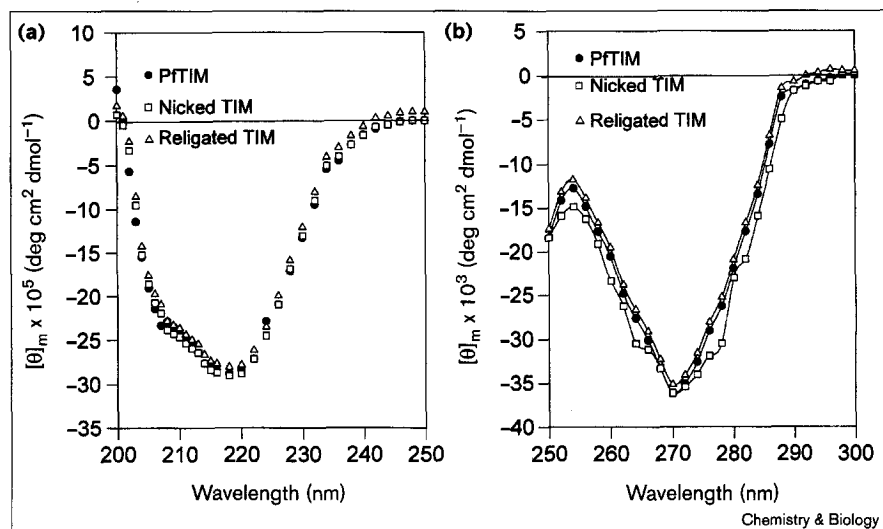 (a)
● PfTIM
□ Nicked TIM
△ Religated TIM
10
5
0
−5
−10
−15
−20
−25
−30
−35
[θ]m x 10⁵ (deg cm² dmol⁻¹)
200 210 220 230 240 250
Wavelength (nm)
(b)
● PfTIM
□ Nicked TIM
△ Religated TIM
5
0
−5
−10
−15
−20
−25
−30
−35
−40
[θ]m x 10³ (deg cm² dmol⁻¹)
250 260 270 280 290 300
Wavelength (nm)
Chemistry & Biology